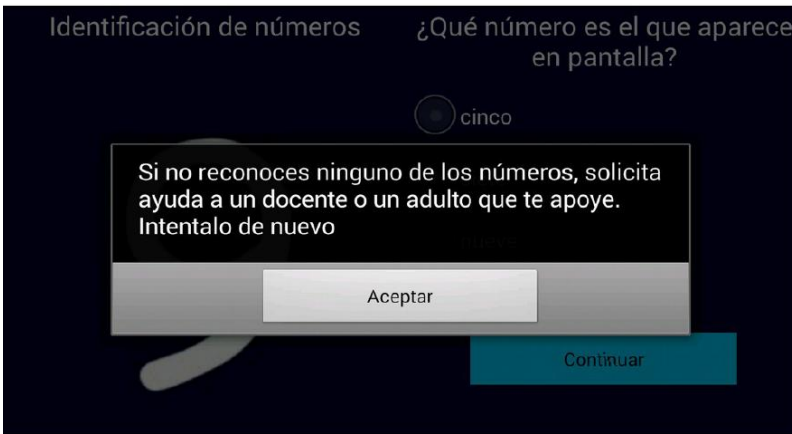 Identificación de números
¿Qué número es el que aparece
en pantalla?
cinco
Si no reconoces ninguno de los números, solicita
ayuda a un docente o un adulto que te apoye.
Intentalo de nuevo
nueve
Aceptar
Continuar